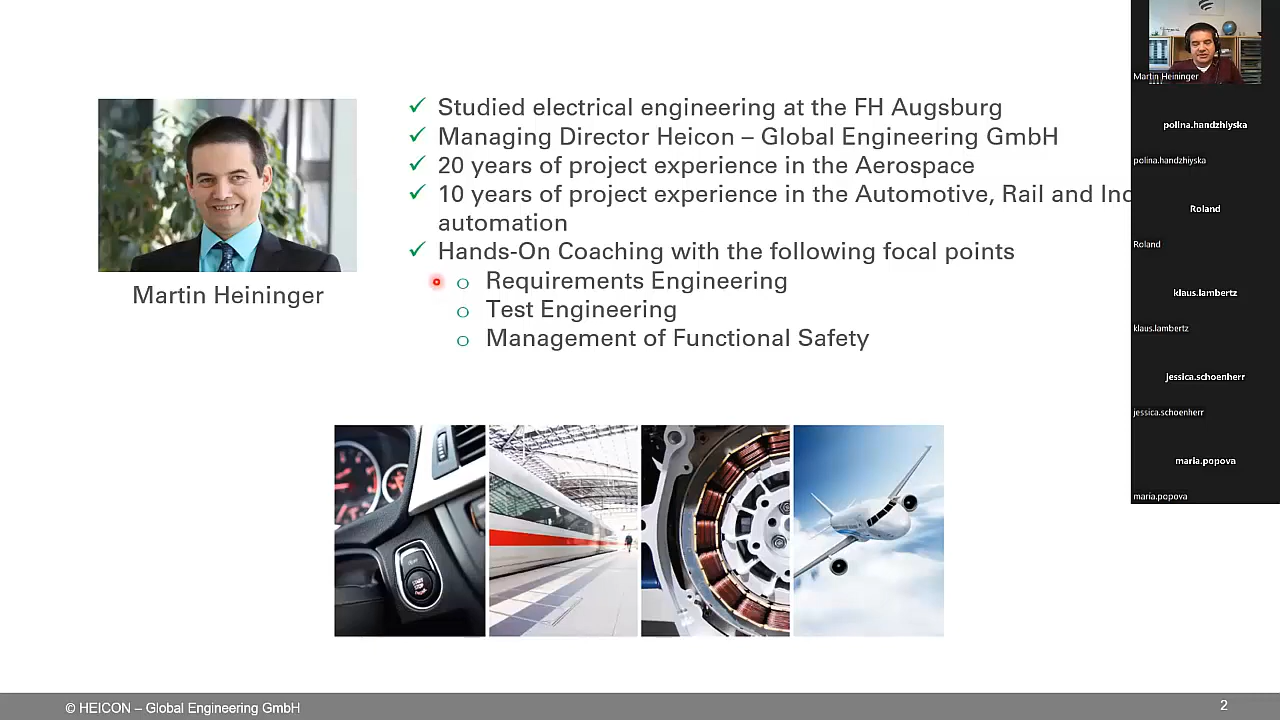 Studied electrical engineering at the FH Augsburg
Managing Director Heicon – Global Engineering GmbH
20 years of project experience in the Aerospace
10 years of project experience in the Automotive, Rail and Ind
automation
Hands-On Coaching with the following focal points
o Requirements Engineering
o Test Engineering
o Management of Functional Safety
Martin Heininger
Martin Heininger
polina.handzhiyska
polina.handzhiyska
Roland
Roland
klaus.lambertz
klaus.lambertz
jessica.schoenherr
jessica.schoenherr
maria.popova
maria.popova
START
STOP
© HEICON – Global Engineering GmbH
2